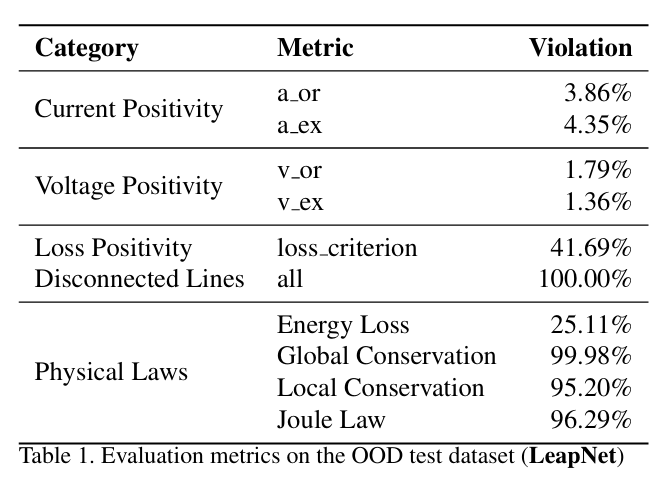 Category Metric Violation
Current Positivity
a_or 3.86%
a_ex 4.35%
Voltage Positivity
v_or 1.79%
v_ex 1.36%
Loss Positivity loss_criterion 41.69%
Disconnected Lines all 100.00%
Physical Laws
Energy Loss 25.11%
Global Conservation 99.98%
Local Conservation 95.20%
Joule Law 96.29%
Table 1. Evaluation metrics on the OOD test dataset (LeapNet)